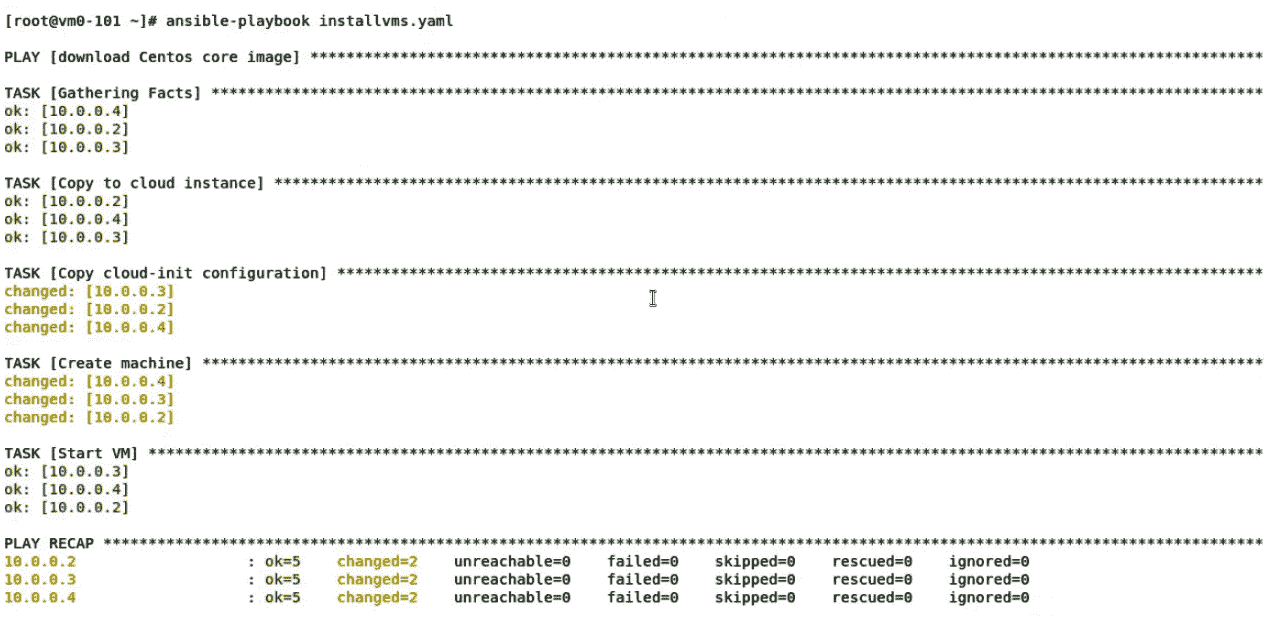 [root@vm0-101 ~]# ansible-playbook installvms.yaml
PLAY [download Centos core image] **********************************************************************************************************
TASK [Gathering Facts] *********************************************************************************************************************
ok: [10.0.0.4]
ok: [10.0.0.2]
ok: [10.0.0.3]
TASK [Copy to cloud instance] **************************************************************************************************************
ok: [10.0.0.2]
ok: [10.0.0.4]
ok: [10.0.0.3]
TASK [Copy cloud-init configuration] *******************************************************************************************************
changed: [10.0.0.3]
changed: [10.0.0.2]
changed: [10.0.0.4]
TASK [Create machine] **********************************************************************************************************************
changed: [10.0.0.4]
changed: [10.0.0.3]
changed: [10.0.0.2]
TASK [Start VM] ****************************************************************************************************************************
ok: [10.0.0.3]
ok: [10.0.0.4]
ok: [10.0.0.2]
PLAY RECAP *********************************************************************************************************************************
10.0.0.2                   : ok=5    changed=2    unreachable=0    failed=0    skipped=0    rescued=0    ignored=0
10.0.0.3                   : ok=5    changed=2    unreachable=0    failed=0    skipped=0    rescued=0    ignored=0
10.0.0.4                   : ok=5    changed=2    unreachable=0    failed=0    skipped=0    rescued=0    ignored=0